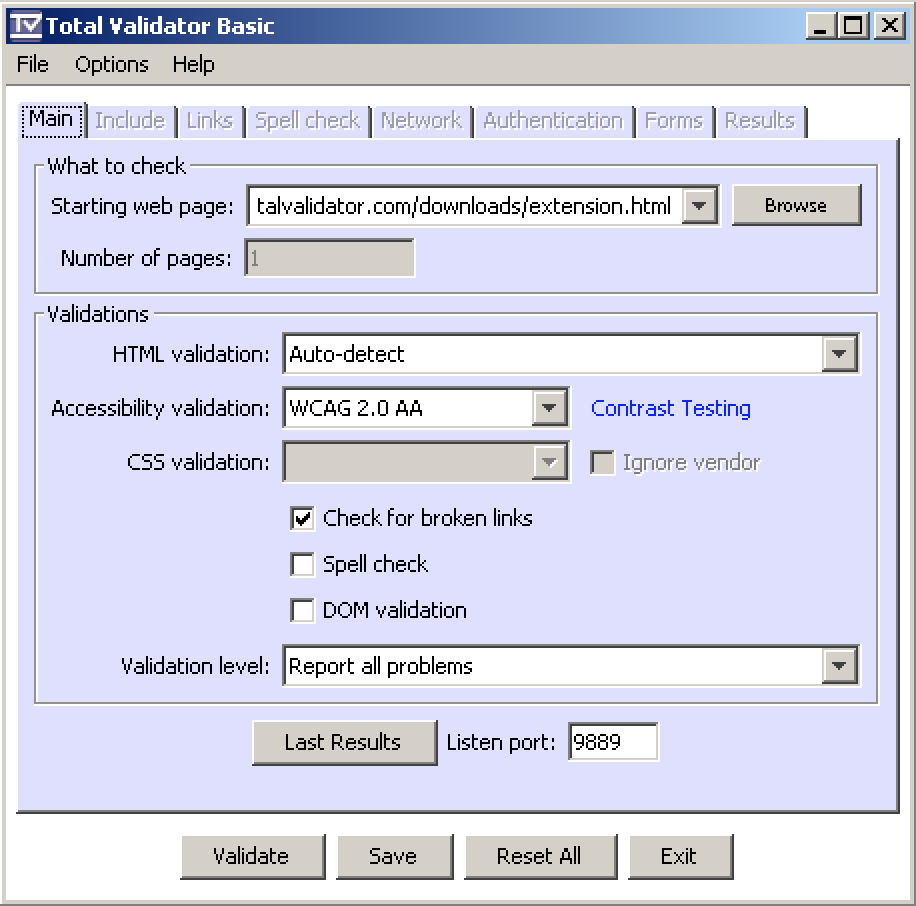 TV Total Validator Basic
File Options Help
Main Include Links Spell check Network Authentication Forms Results
What to check
Starting web page: talvalidator.com/downloads/extension.html Browse
Number of pages: 1
Validations
HTML validation: Auto-detect
Accessibility validation: WCAG 2.0 AA Contrast Testing
CSS validation: Ignore vendor
Check for broken links
Spell check
DOM validation
Validation level: Report all problems
Last Results Listen port: 9889
Validate Save Reset All Exit